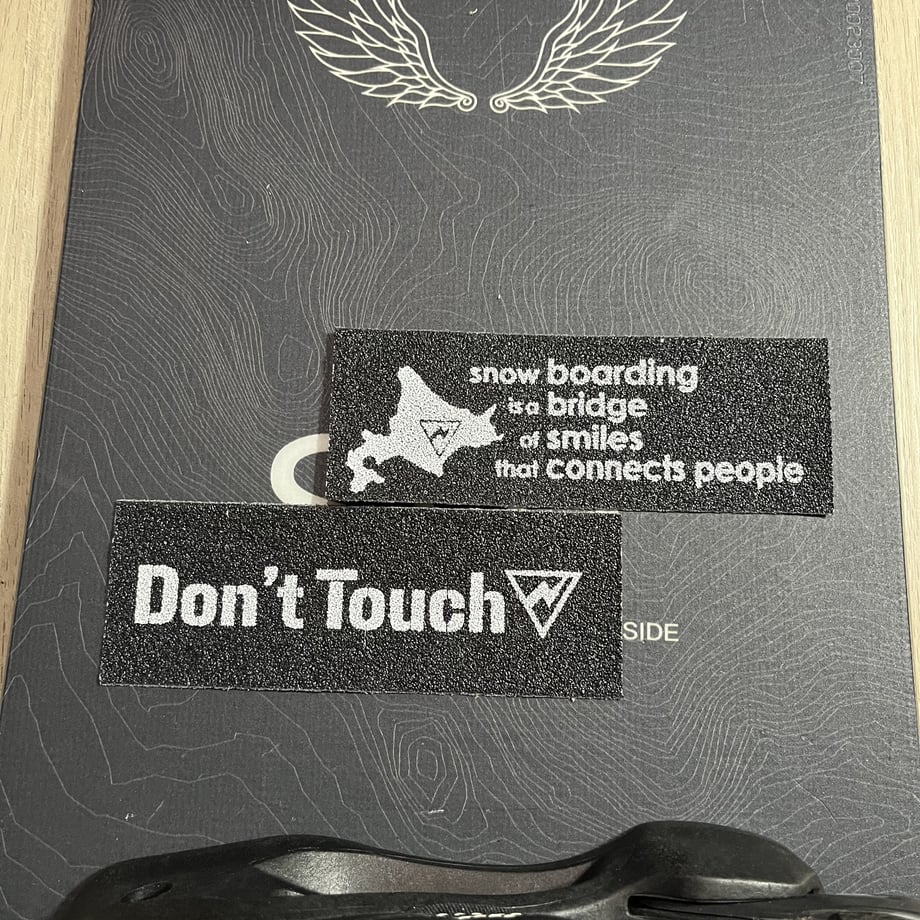 snow boarding
is a bridge
of smiles
that connects people
Don't Touch
SIDE